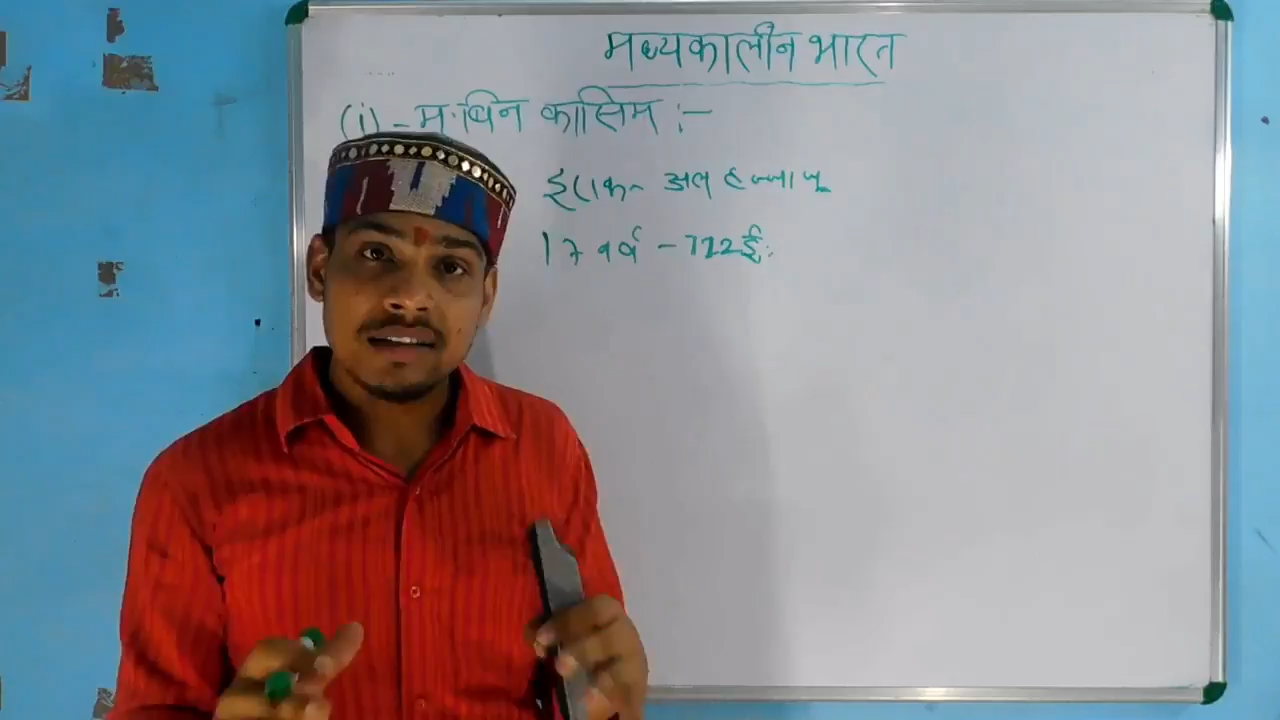 मध्यकालीन भारत
(i) - म. बिन कासिम :-
इराक - अल हज्जाज
17 वर्ष - 712 ई.